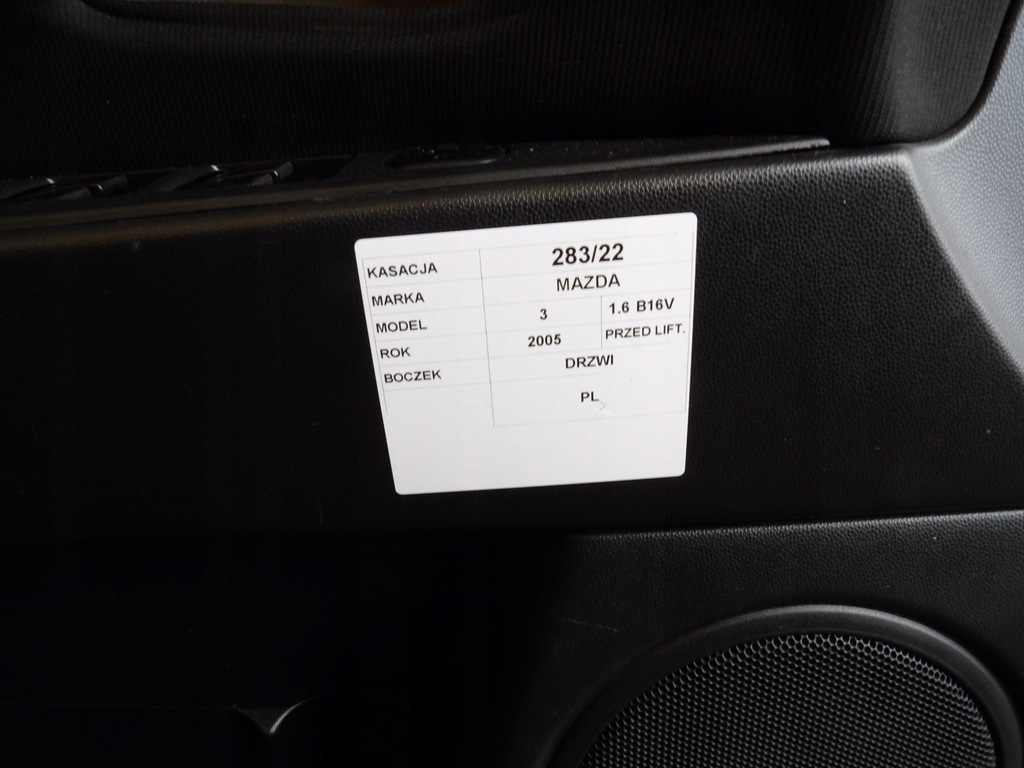 KASACJA 283/22
MARKA MAZDA
MODEL 3 1.6 B16V
ROK 2005 PRZED LIFT.
BOCZEK DRZWI
PL